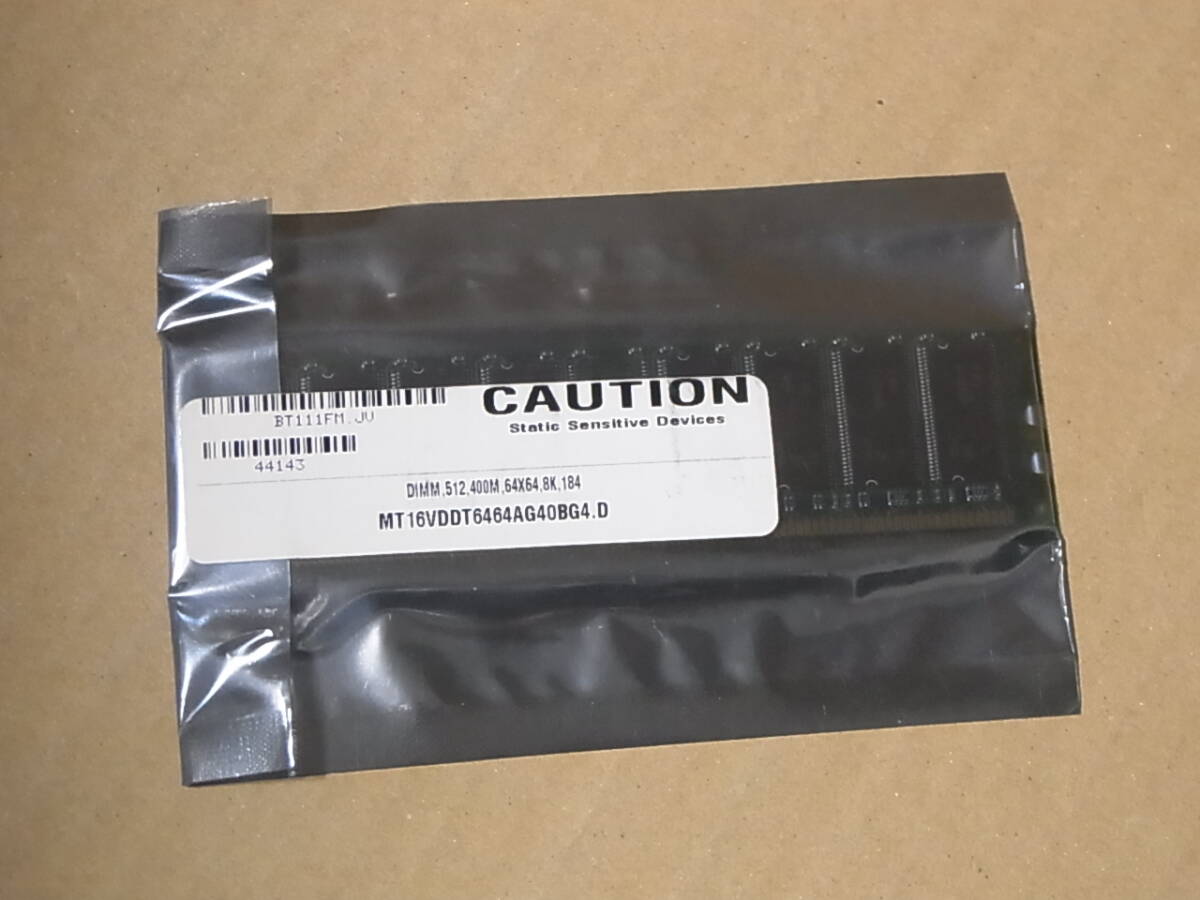 CAUTION
Static Sensitive Devices
BT111FM.JV
44143
DIMM,512,400M,64X64,8K,184
MT16VDDT6464AG40BG4.D